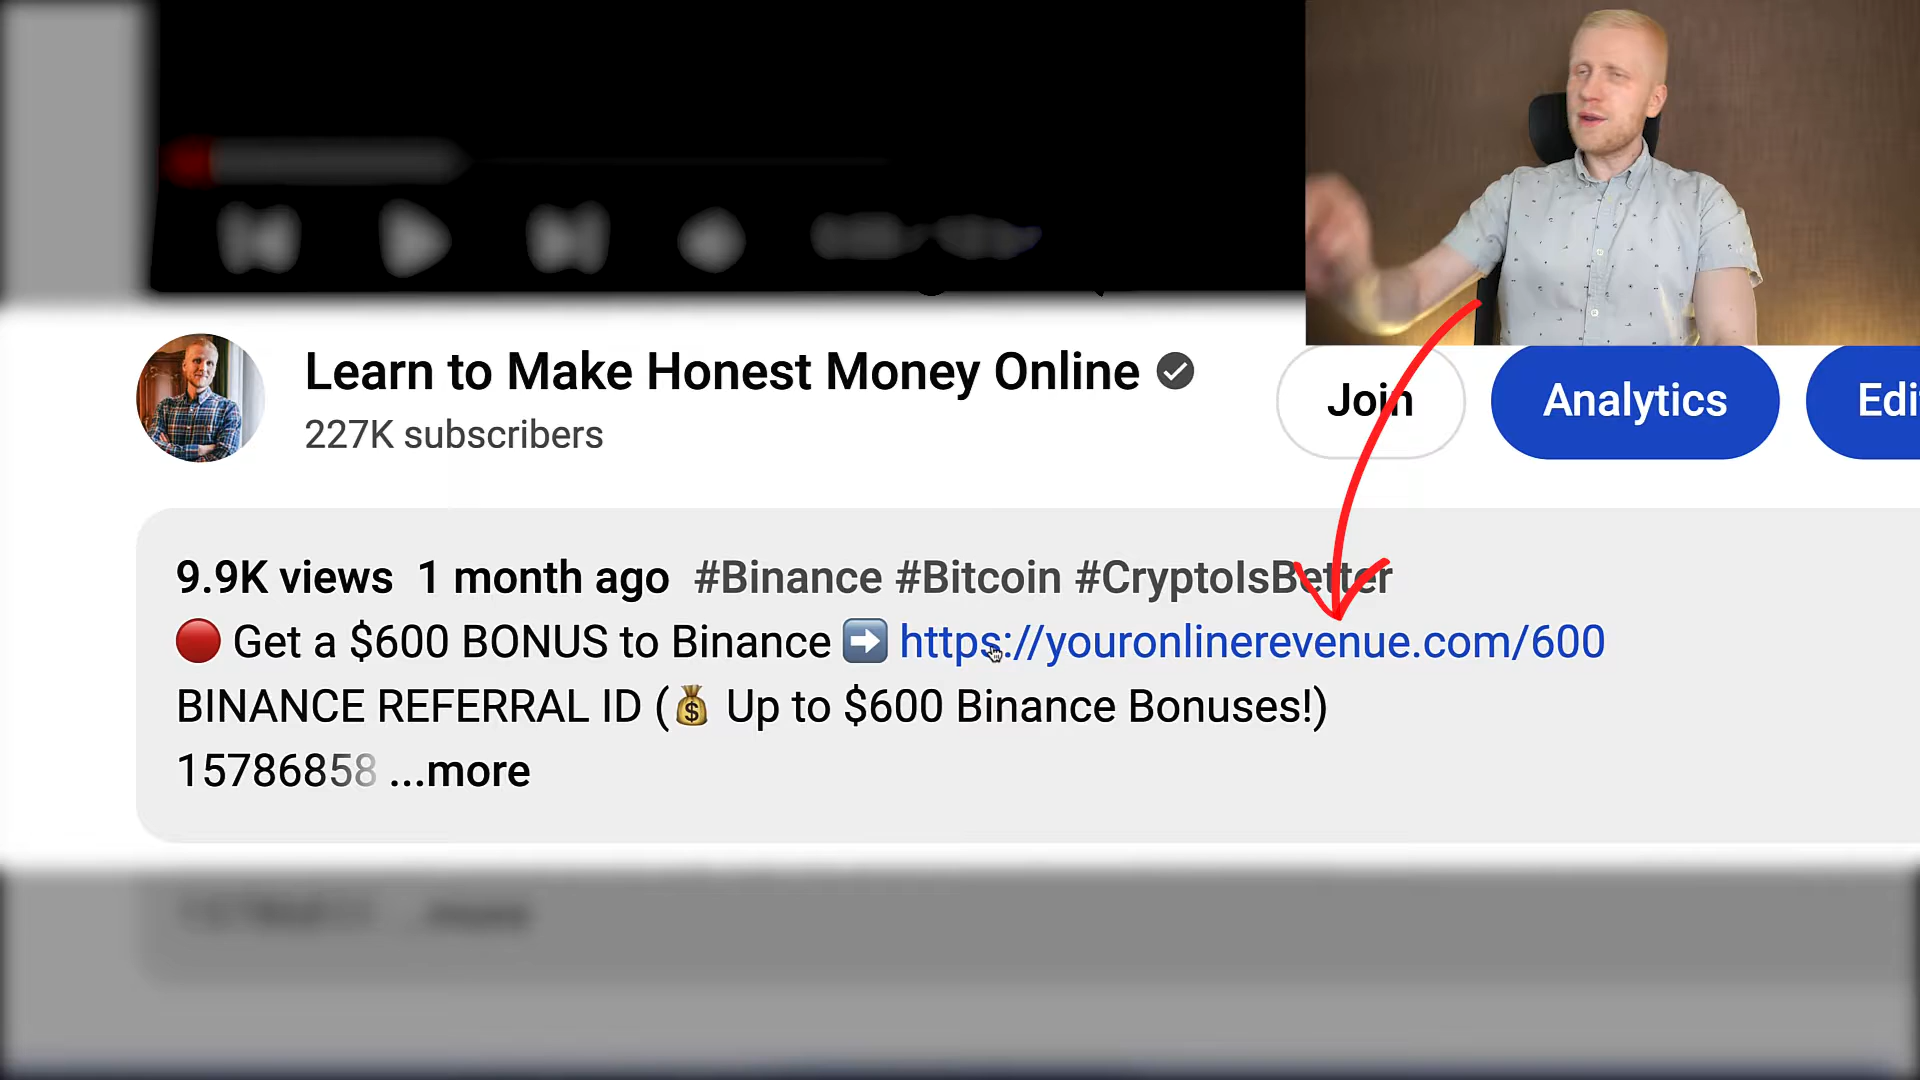 Learn to Make Honest Money Online
227K subscribers
Join
Analytics
9.9K views 1 month ago #Binance #Bitcoin #CryptoIsBetter
🔴 Get a $600 BONUS to Binance ➡️ https://youronlinerevenue.com/600
BINANCE REFERRAL ID (💰 Up to $600 Binance Bonuses!)
15786858 ...more